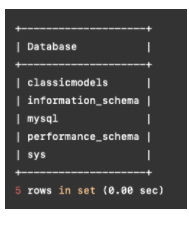 +--------------------+
| Database           |
+--------------------+
| classicmodels      |
| information_schema |
| mysql              |
| performance_schema |
| sys                |
+--------------------+
5 rows in set (0.00 sec)